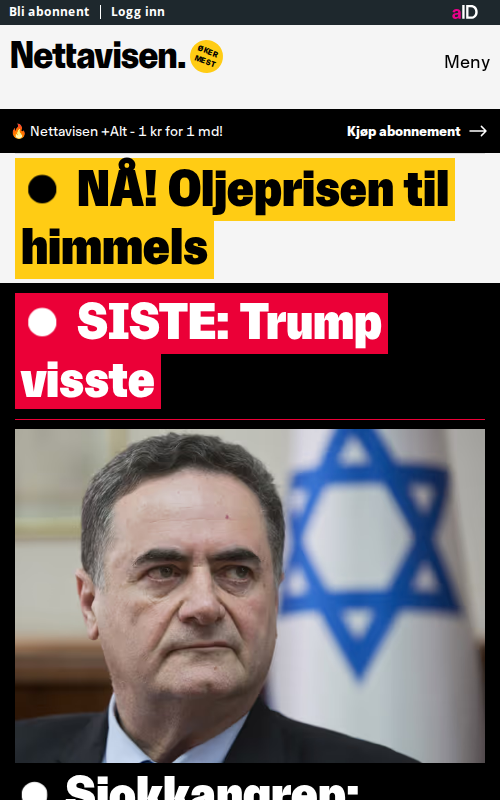 Bli abonnent | Logg inn
aID
Nettavisen.
ØKER
MEST
Meny
🔥 Nettavisen +Alt - 1 kr for 1 md!
Kjøp abonnement →
NÅ! Oljeprisen til
himmels
SISTE: Trump
visste
Sjokkangrep: